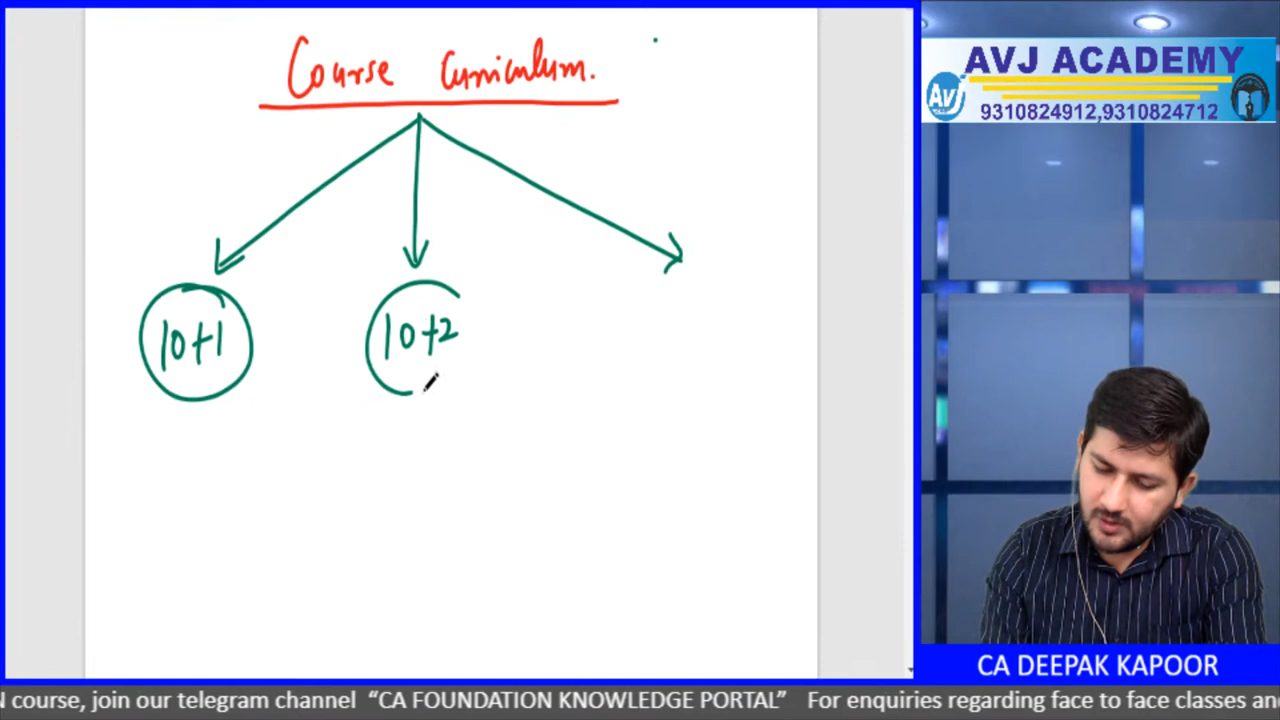 Course Curriculum.
10+1
10+2
AVJ ACADEMY
AVJ
9310824912,9310824712
CA DEEPAK KAPOOR
N course, join our telegram channel "CA FOUNDATION KNOWLEDGE PORTAL" For enquiries regarding face to face classes an